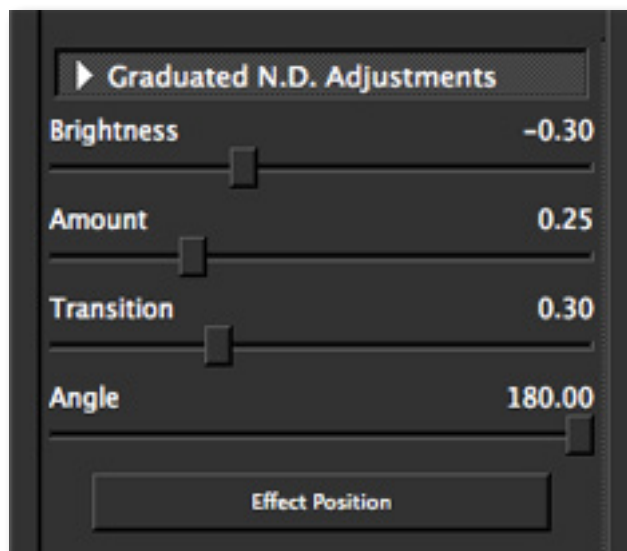 Graduated N.D. Adjustments
Brightness -0.30
Amount 0.25
Transition 0.30
Angle 180.00
Effect Position